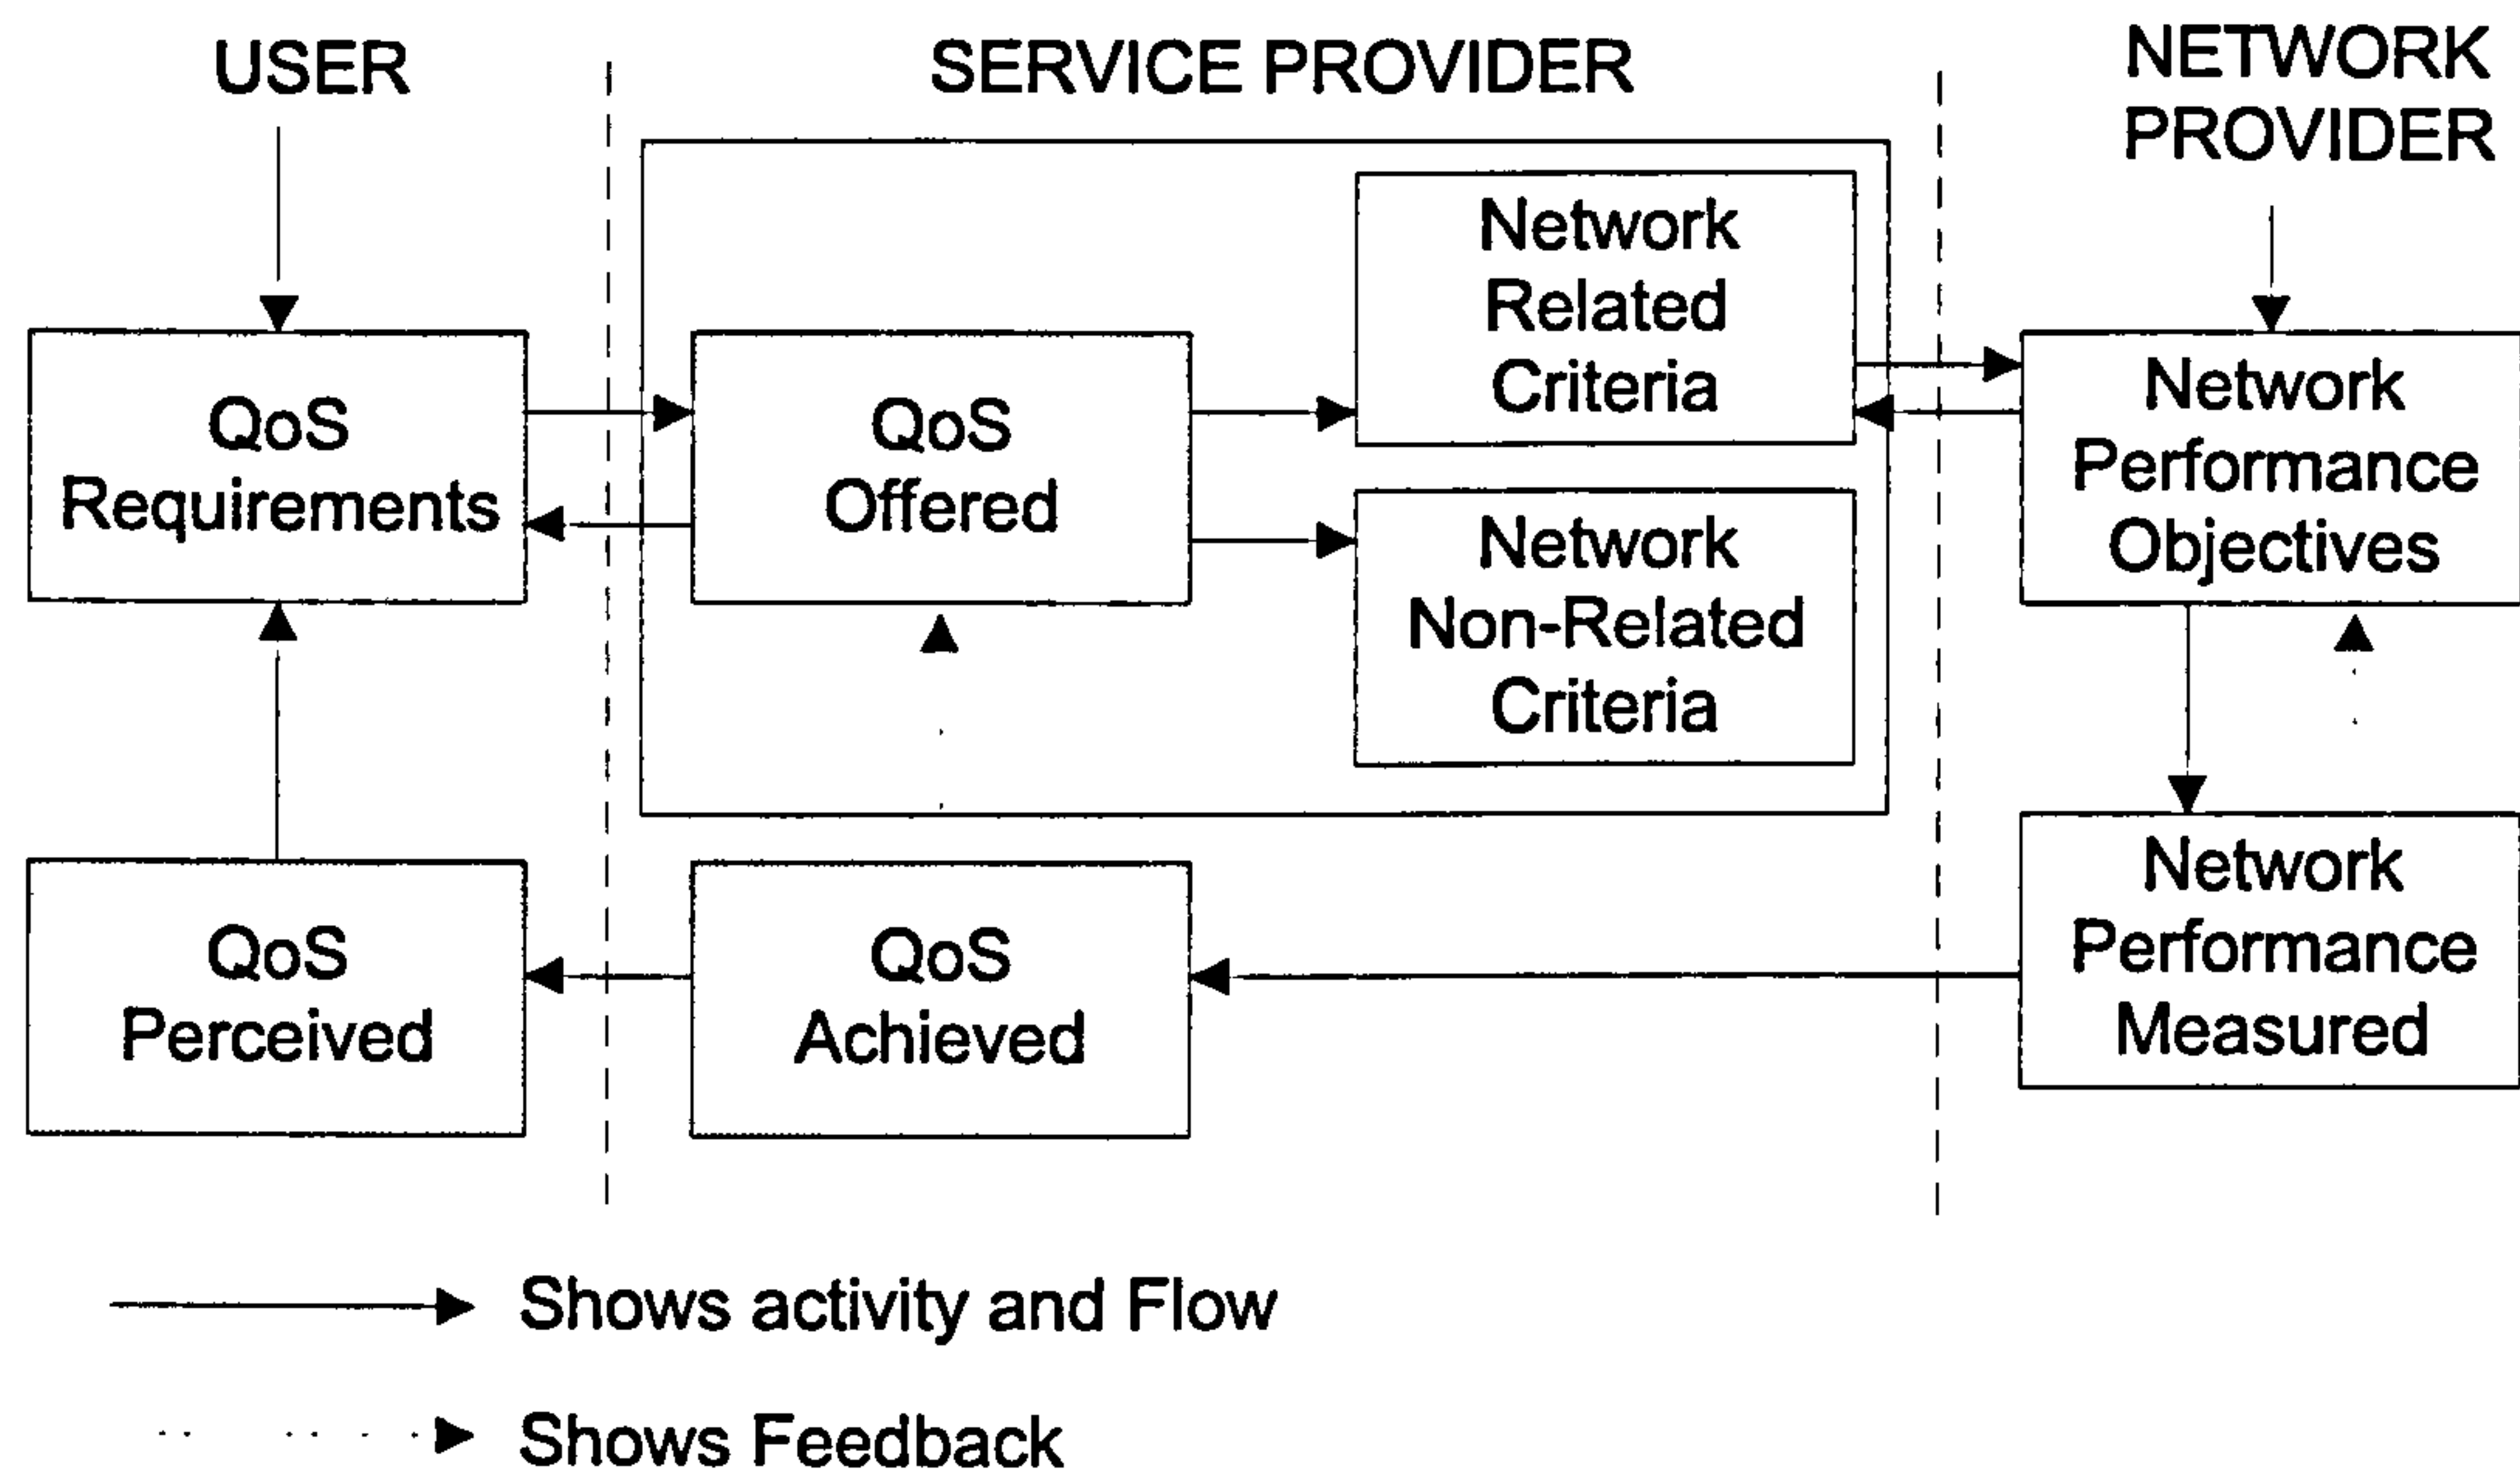 USER
SERVICE PROVIDER
NETWORK
PROVIDER
QoS
Requirements
QoS
Offered
Network
Related
Criteria
Network
Non-Related
Criteria
Network
Performance
Objectives
QoS
Perceived
QoS
Achieved
Network
Performance
Measured
Shows activity and Flow
Shows Feedback